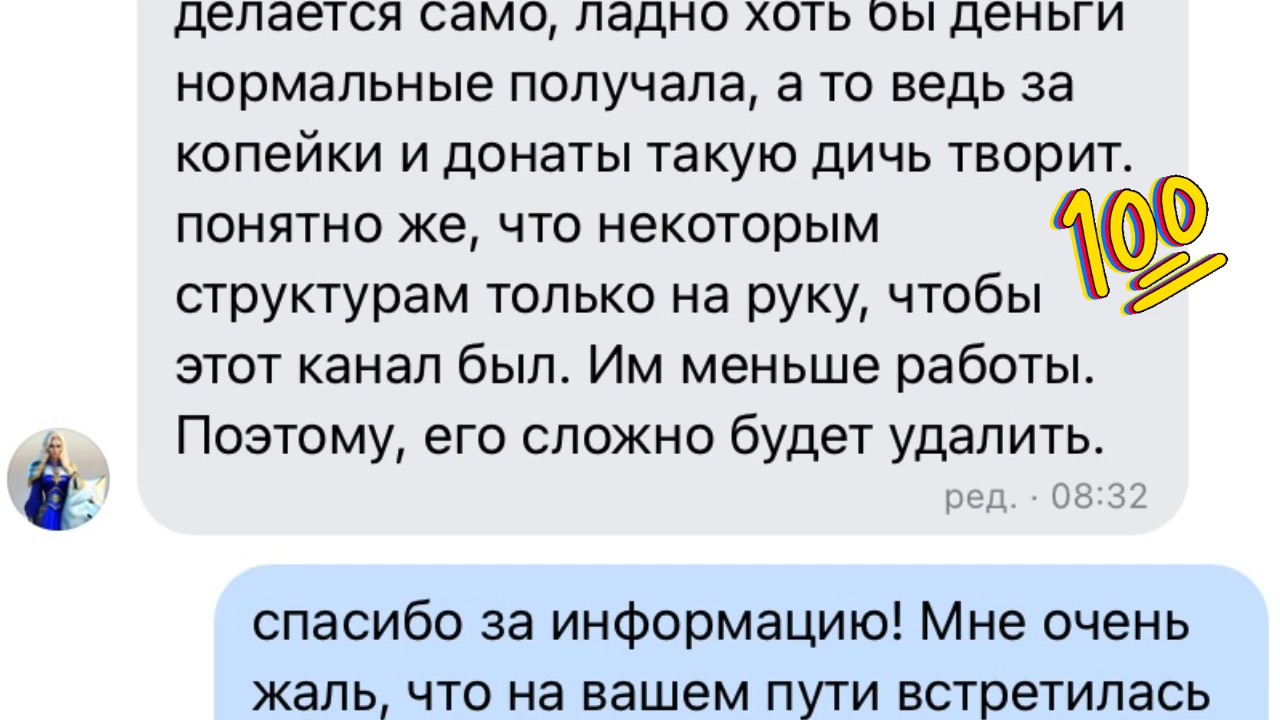 делается само, ладно хоть бы деньги
нормальные получала, а то ведь за
копейки и донаты такую дичь творит.
понятно же, что некоторым
структурам только на руку, чтобы
этот канал был. Им меньше работы.
Поэтому, его сложно будет удалить.
ред. · 08:32
100
спасибо за информацию! Мне очень
жаль, что на вашем пути встретилась